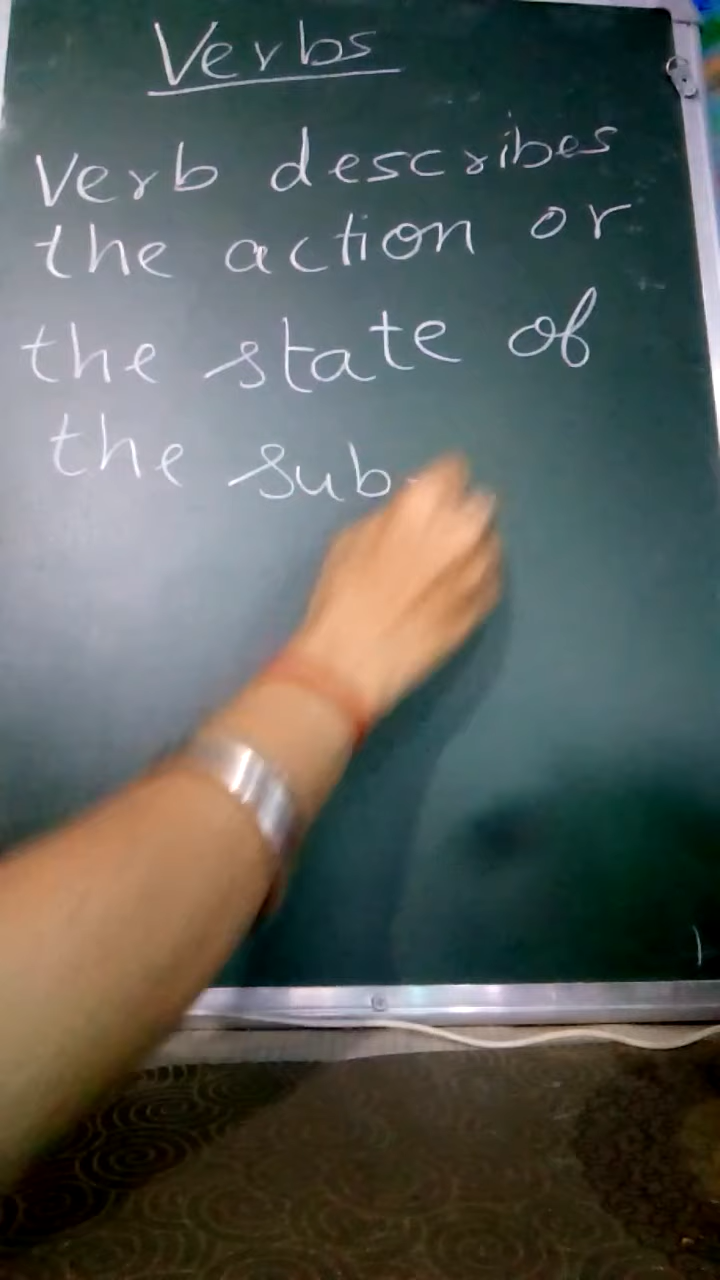 Verbs
Verb describes
the action or
the state of
the sub